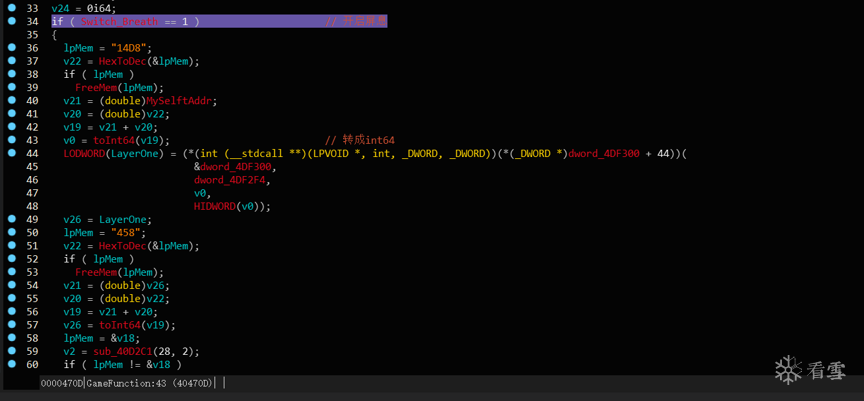 33 v24 = 0i64;
34 if ( Switch_Breath == 1 ) // 开启
35 {
36 lpMem = "14D8";
37 v22 = HexToDec(&lpMem);
38 if ( lpMem )
39 FreeMem(lpMem);
40 v21 = (double)MySelftAddr;
41 v20 = (double)v22;
42 v19 = v21 + v20;
43 v0 = toInt64(v19); // 转成int64
44 LODWORD(LayerOne) = (*(int (__stdcall **)(LPVOID *, int, _DWORD, _DWORD))(*(_DWORD *)dword_4DF300 + 44))(
45 &dword_4DF300,
46 dword_4DF2F4,
47 v0,
48 HIDWORD(v0));
49 v26 = LayerOne;
50 lpMem = "458";
51 v22 = HexToDec(&lpMem);
52 if ( lpMem )
53 FreeMem(lpMem);
54 v21 = (double)v26;
55 v20 = (double)v22;
56 v19 = v21 + v20;
57 v26 = toInt64(v19);
58 lpMem = &v18;
59 v2 = sub_40D2C1(28, 2);
60 if ( lpMem != &v18 )
0000470D GameFunction:43 (40470D)
看雪